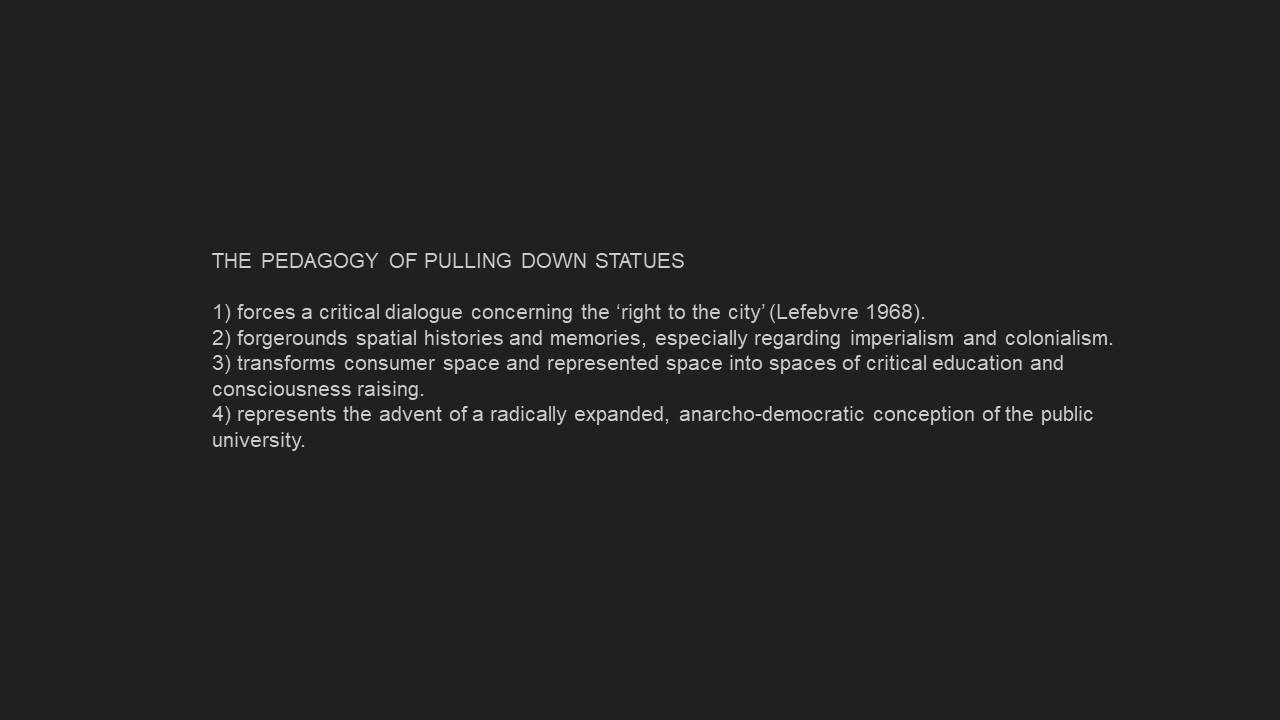 THE PEDAGOGY OF PULLING DOWN STATUES
1) forces a critical dialogue concerning the ‘right to the city’ (Lefebvre 1968).
2) forgerounds spatial histories and memories, especially regarding imperialism and colonialism.
3) transforms consumer space and represented space into spaces of critical education and
consciousness raising.
4) represents the advent of a radically expanded, anarcho-democratic conception of the public
university.